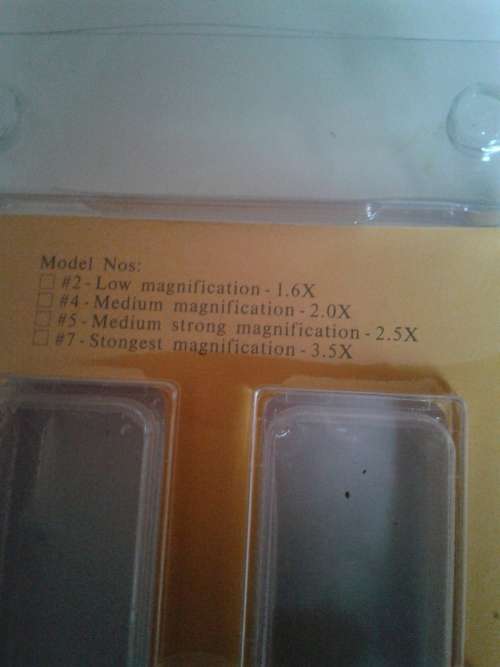 Model Nos:
#2 - Low magnification - 1.6X
#4 - Medium magnification - 2.0X
#5 - Medium strong magnification - 2.5X
#7 - Stongest magnification - 3.5X